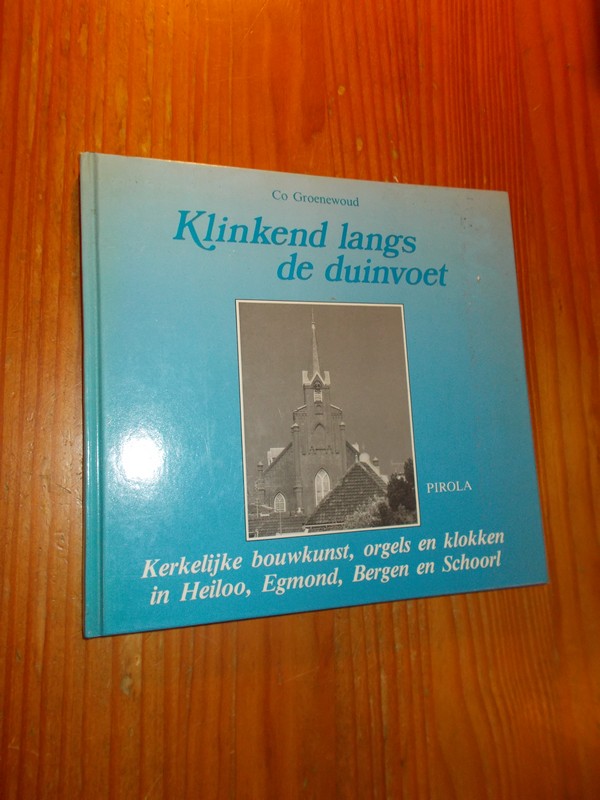 Co Groenewoud
Klinkend langs
de duinvoet
PIROLA
Kerkelijke bouwkunst, orgels en klokken
in Heiloo, Egmond, Bergen en Schoorl